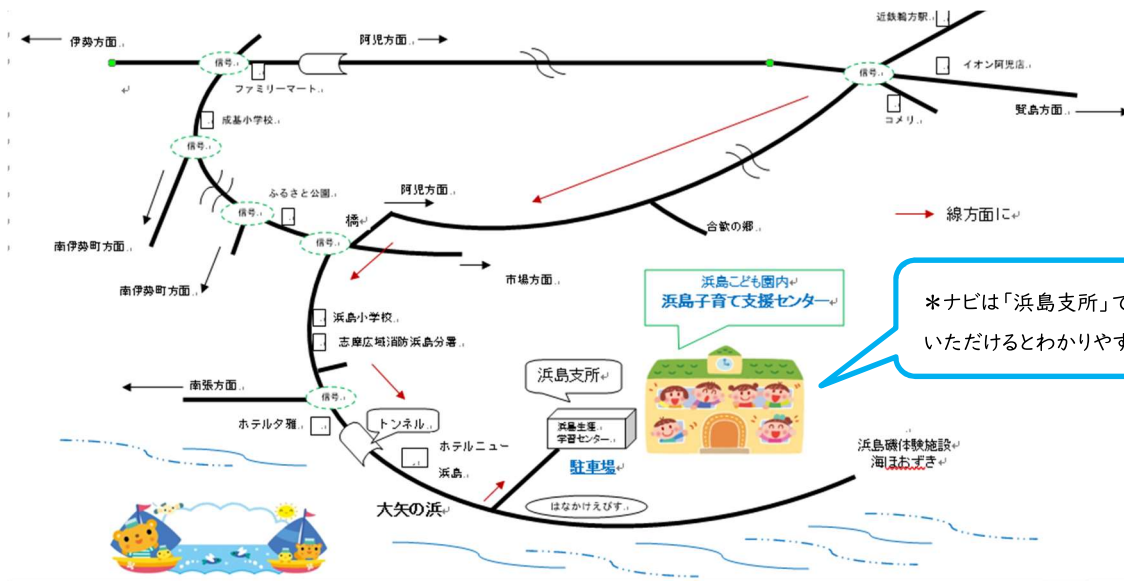 近鉄鵜方駅
伊勢方面
阿児方面
信号
信号
イオン阿児店
ファミリーマート
コメリ
賢島方面
成基小学校
信号
ふるさと公園
阿児方面
信号
橋
線方面に
合歓の郷
信号
南伊勢町方面
市場方面
南伊勢町方面
浜島こども園内
浜島子育て支援センター
＊ナビは「浜島支所」で
いただけるとわかりやす
浜島小学校
志摩広域消防浜島分署
浜島支所
南張方面
信号
ホテル夕雅
トンネル
浜島生涯
学習センター
ホテルニュー
浜島
駐車場
浜島磯体験施設
海ほおずき
大矢の浜
はなかけえびす